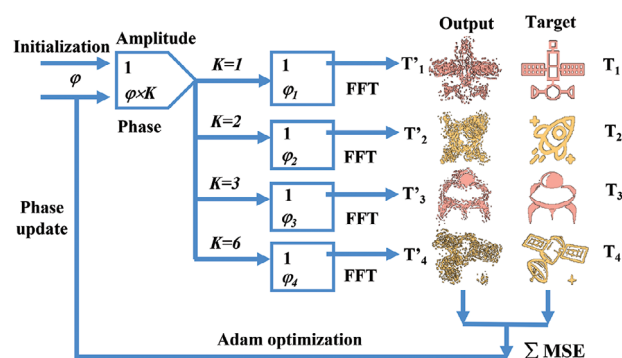 Output Target
Initialization Amplitude
φ
1
φ×K
Phase
K=1
1
φ₁
FFT
T'₁
T₁
K=2
1
φ₂
FFT
T'₂
T₂
K=3
1
φ₃
FFT
T'₃
T₃
K=6
1
φ₄
FFT
T'₄
T₄
Phase
update
Adam optimization
∑ MSE